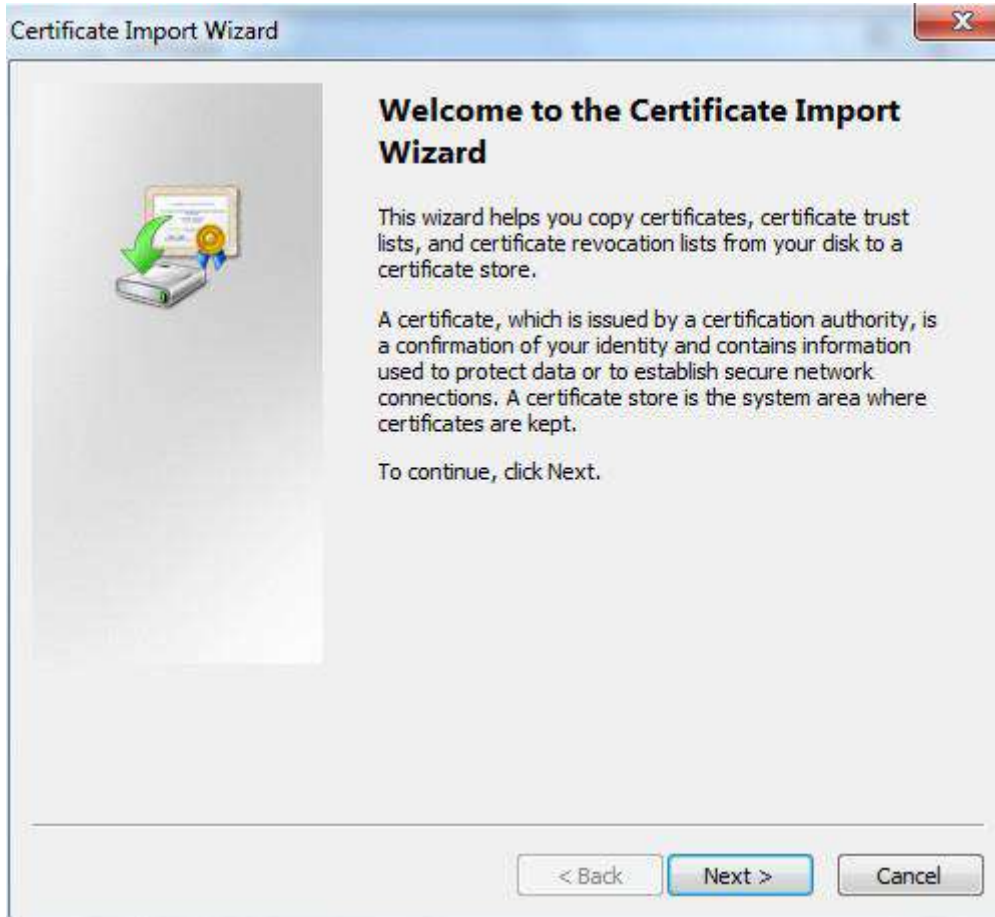 Certificate Import Wizard
Welcome to the Certificate Import
Wizard
This wizard helps you copy certificates, certificate trust
lists, and certificate revocation lists from your disk to a
certificate store.
A certificate, which is issued by a certification authority, is
a confirmation of your identity and contains information
used to protect data or to establish secure network
connections. A certificate store is the system area where
certificates are kept.
To continue, click Next.
< Back
Next >
Cancel